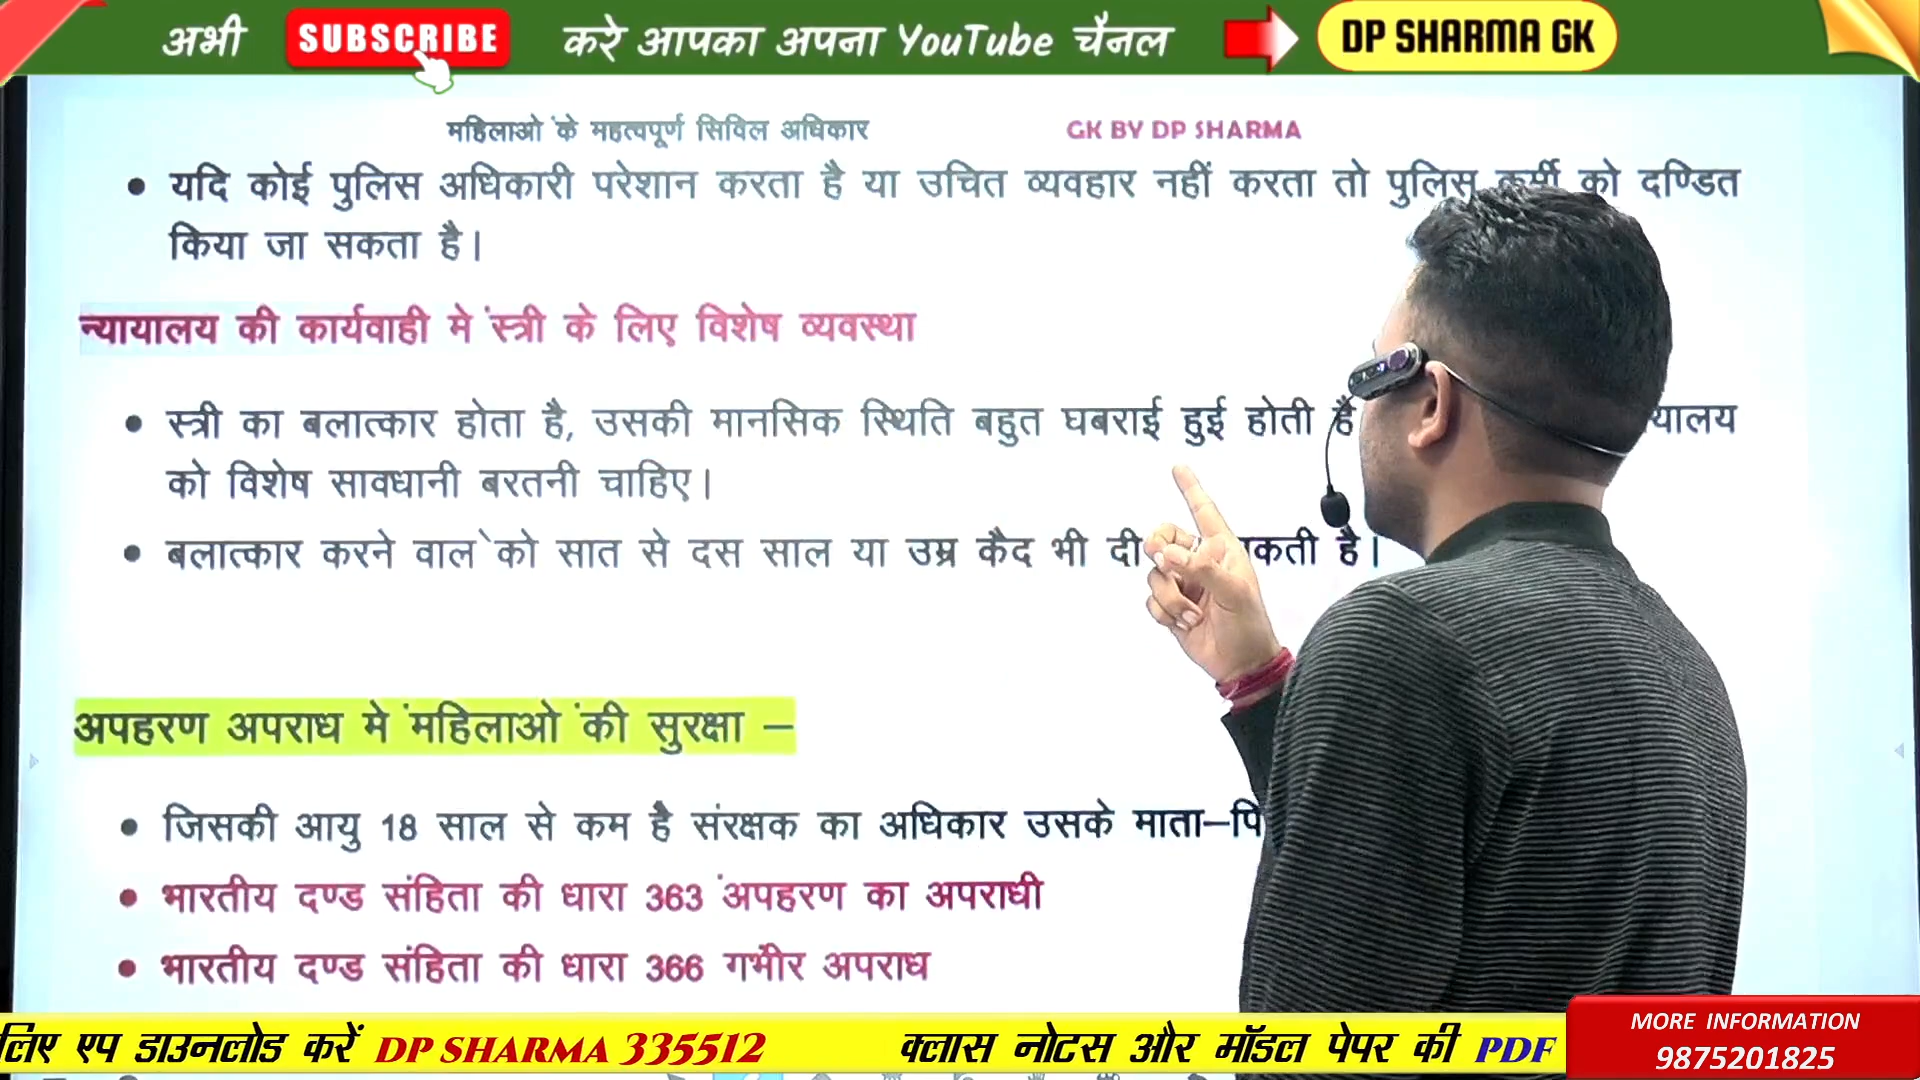 अभी SUBSCRIBE करे आपका अपना YouTube चैनल DP SHARMA GK
महिलाओं के महत्वपूर्ण सिविल अधिकार GK BY DP SHARMA
• यदि कोई पुलिस अधिकारी परेशान करता है या उचित व्यवहार नहीं करता तो पुलिस कर्मी को दण्डित
किया जा सकता है।
न्यायालय की कार्यवाही में स्त्री के लिए विशेष व्यवस्था
• स्त्री का बलात्कार होता है, उसकी मानसिक स्थिति बहुत घबराई हुई होती है
को विशेष सावधानी बरतनी चाहिए।
• बलात्कार करने वाले को सात से दस साल या उम्र कैद भी दी है।
अपहरण अपराध में महिलाओं की सुरक्षा –
• जिसकी आयु 18 साल से कम है संरक्षक का अधिकार उसके
• भारतीय दण्ड संहिता की धारा 363 अपहरण का अपराधी
• भारतीय दण्ड संहिता की धारा 366 गंभीर अपराध
लिए एप डाउनलोड करें DP SHARMA 335512 क्लास नोटस और मॉडल पेपर की PDF
MORE INFORMATION
9875201825